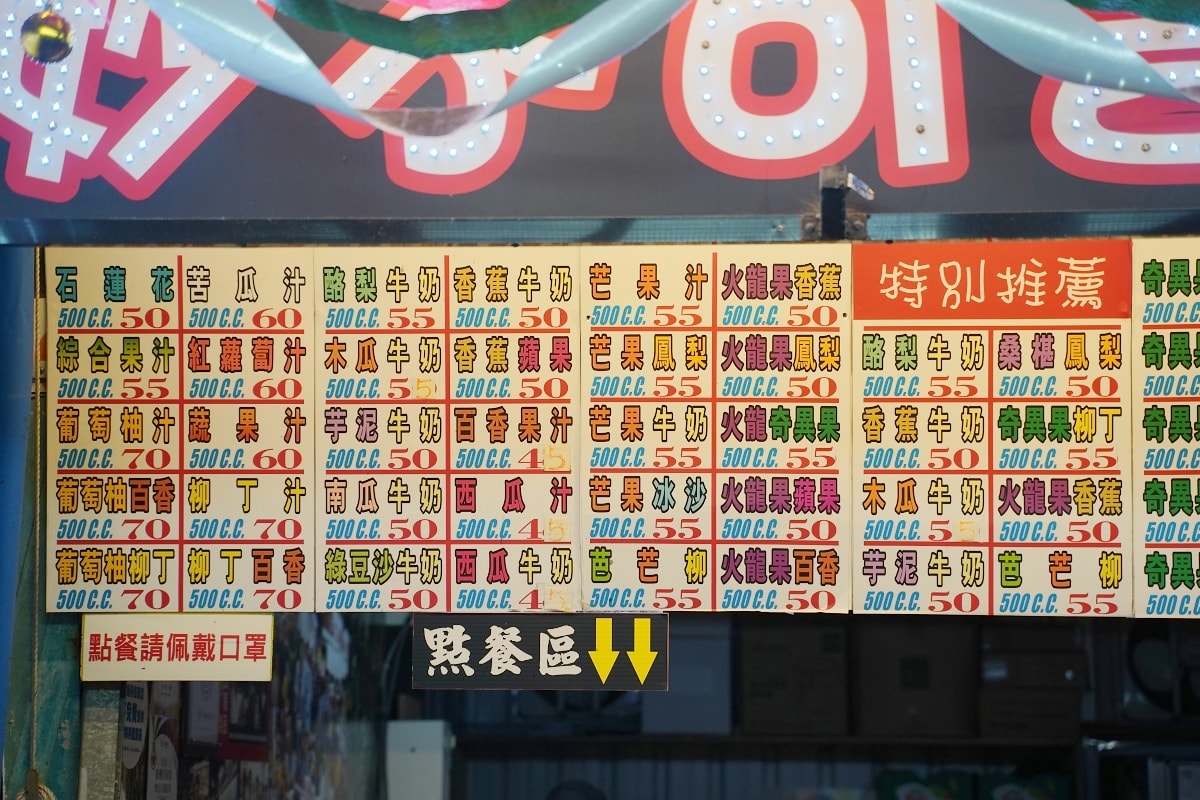 石蓮花
500C.C. 50
苦瓜汁
500C.C. 60
酪梨牛奶
500C.C. 55
香蕉牛奶
500C.C. 50
芒果汁
500C.C. 55
火龍果香蕉
500C.C. 50
特別推薦
奇異
綜合果汁
500C.C. 55
紅蘿蔔汁
500C.C. 60
木瓜牛奶
500C.C. 55
香蕉蘋果
500C.C. 50
芒果鳳梨
500C.C. 55
火龍果鳳梨
500C.C. 50
酪梨牛奶
500C.C. 55
桑椹鳳梨
500C.C. 50
奇異
葡萄柚汁
500C.C. 70
蔬果汁
500C.C. 60
芋泥牛奶
500C.C. 50
百香果汁
500C.C. 45
芒果牛奶
500C.C. 55
火龍奇異果
500C.C. 55
香蕉牛奶
500C.C. 50
奇異果柳丁
500C.C. 55
奇異
葡萄柚百香
500C.C. 70
柳丁汁
500C.C. 70
南瓜牛奶
500C.C. 50
西瓜汁
500C.C. 45
芒果冰沙
500C.C. 55
火龍果蘋果
500C.C. 50
木瓜牛奶
500C.C. 55
火龍果香蕉
500C.C. 50
奇異
葡萄柚柳丁
500C.C. 70
柳丁百香
500C.C. 70
綠豆沙牛奶
500C.C. 50
西瓜牛奶
500C.C. 45
芭芒柳
500C.C. 55
火龍果百香
500C.C. 50
芋泥牛奶
500C.C. 50
芭芒柳
500C.C. 55
奇異
點餐請佩戴口罩
點餐區